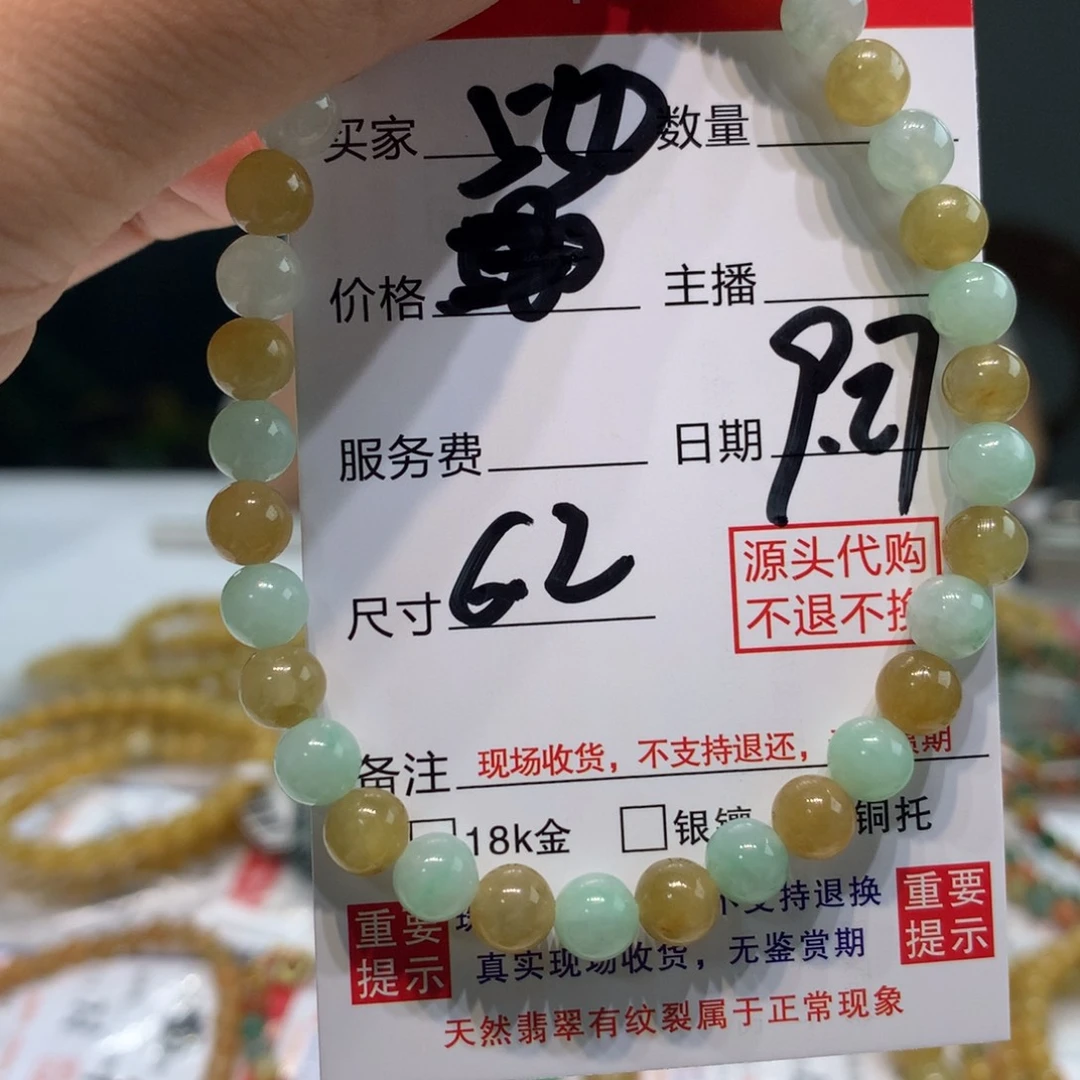 买家 数量
价格 主播
服务费 日期 9.27
尺寸 62
源头代购
不退不换
备注 现场收货，不支持退还，
18k金 银镶 铜托
重要
提示
不支持退换
真实现场收货，无鉴赏期
重要
提示
天然翡翠有纹裂属于正常现象